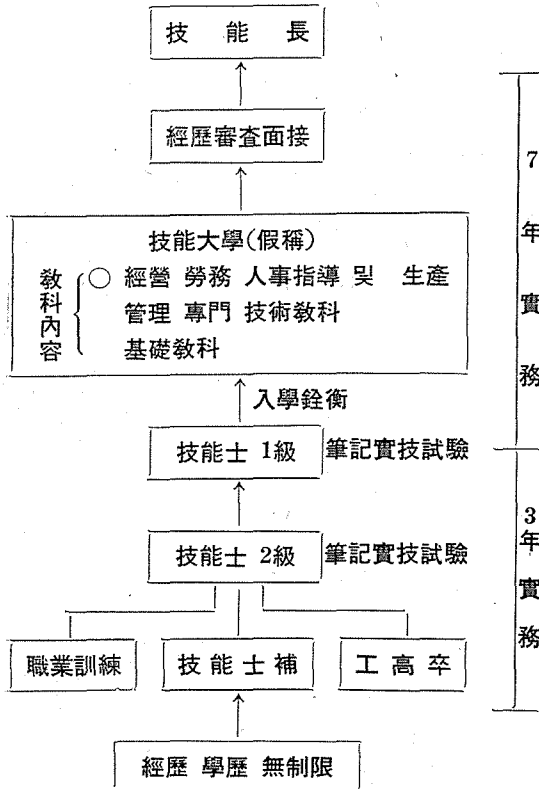 技 能 長
經歷審査面接
技能大學(假稱)
敎科內容
○ 經營 勞務 人事指導 및 生產
管理 專門 技術敎科
基礎敎科
入學銓衡
技能士 1級
筆記實技試驗
技能士 2級
筆記實技試驗
職業訓練
技能士補
工高卒
經歷 學歷 無制限
7年實務
3年實務